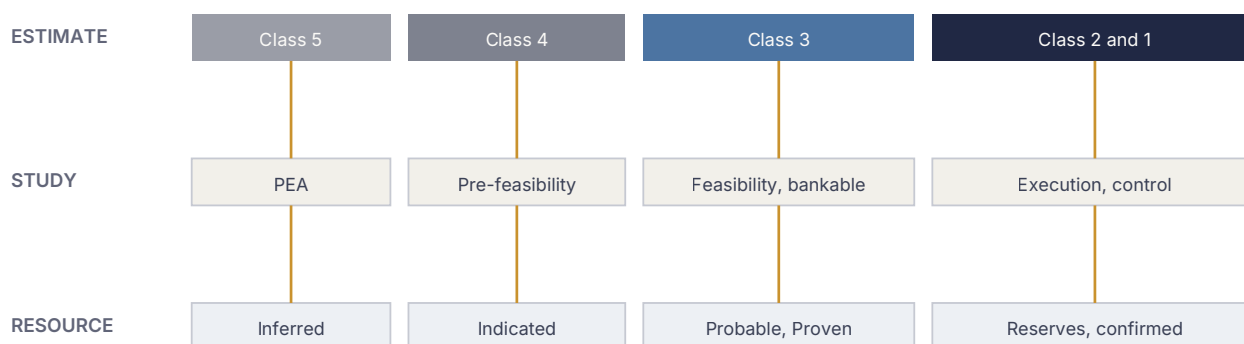 ESTIMATE
Class 5
Class 4
Class 3
Class 2 and 1
STUDY
PEA
Pre-feasibility
Feasibility, bankable
Execution, control
RESOURCE
Inferred
Indicated
Probable, Proven
Reserves, confirmed